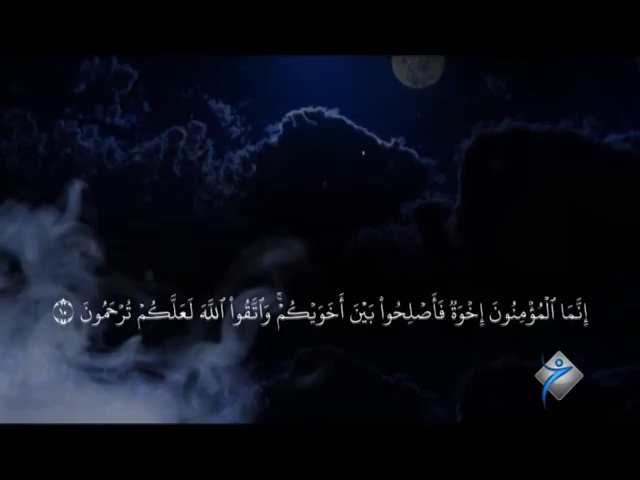 إِنَّمَا ٱلْمُؤْمِنُونَ إِخْوَةٌ فَأَصْلِحُوا۟ بَيْنَ أَخَوَيْكُمْ ۚ وَٱتَّقُوا۟ ٱللَّهَ لَعَلَّكُمْ تُرْحَمُونَ ١٠